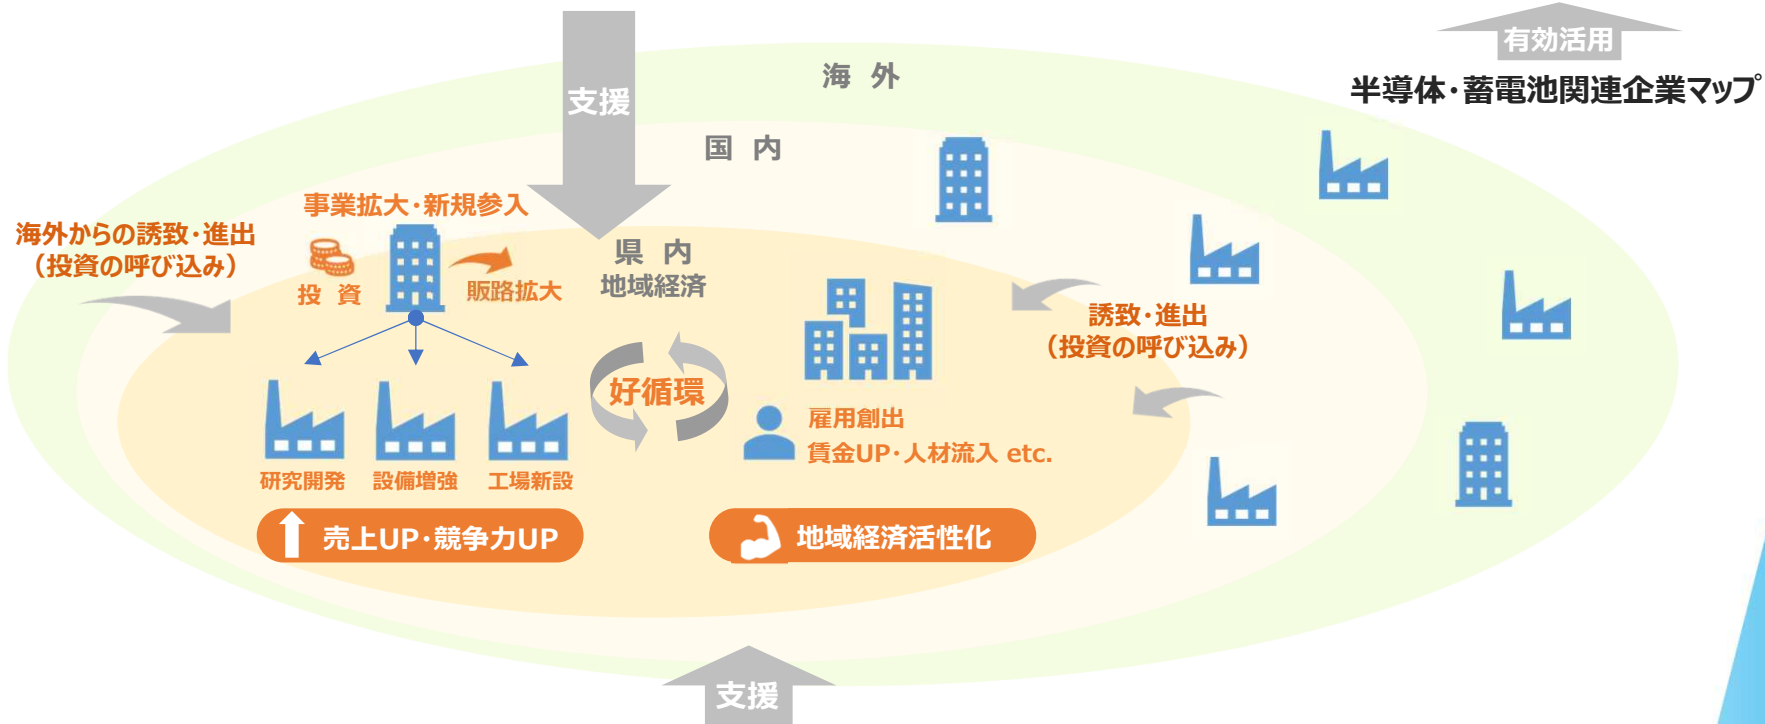 支援
海 外
国 内
有効活用
半導体・蓄電池関連企業マップ
事業拡大・新規参入
海外からの誘致・進出
（投資の呼び込み）
投 資
販路拡大
県 内
地域経済
誘致・進出
（投資の呼び込み）
好循環
雇用創出
賃金UP・人材流入 etc.
研究開発
設備増強
工場新設
売上UP・競争力UP
地域経済活性化
支援